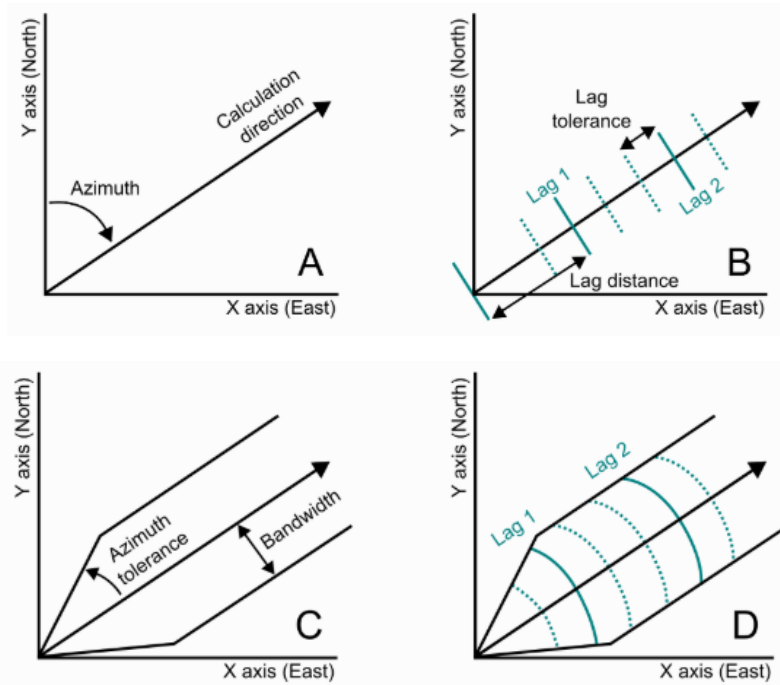 Y axis (North)
Azimuth
Calculation
direction
A
X axis (East)
Y axis (North)
Lag
tolerance
Lag 1
Lag 2
Lag distance
B
X axis (East)
Y axis (North)
Azimuth
tolerance
Bandwidth
C
X axis (East)
Y axis (North)
Lag 1
Lag 2
D
X axis (East)